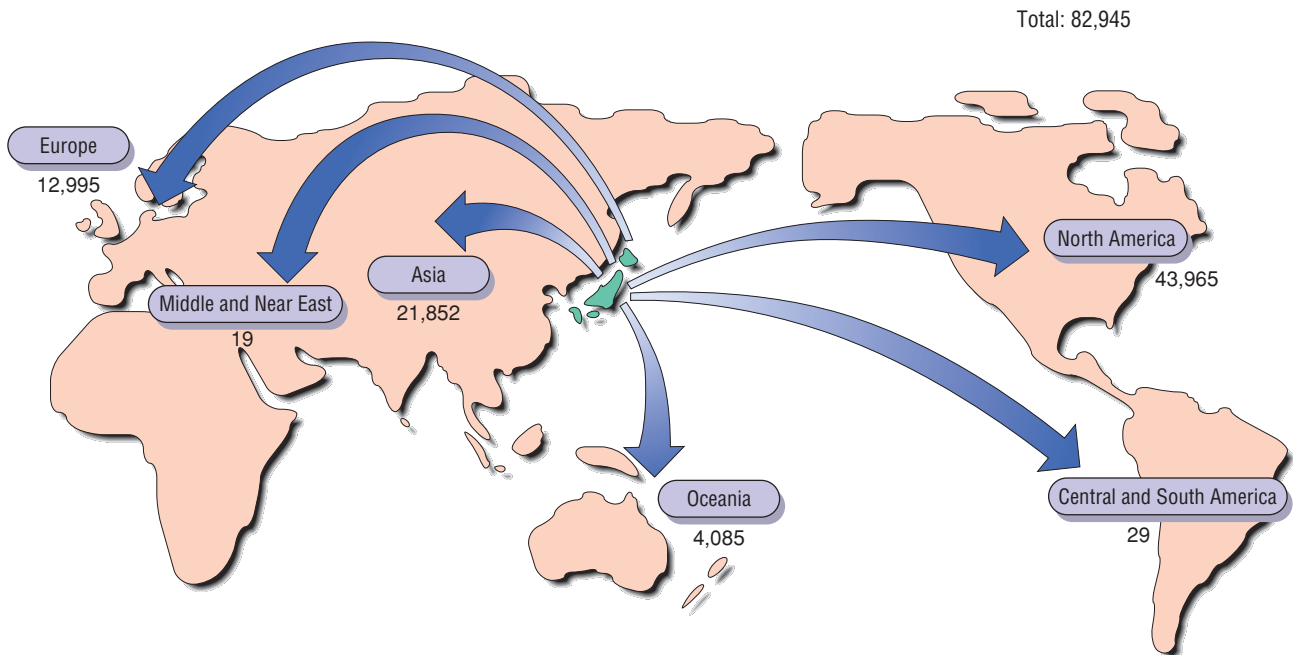 Total: 82,945
Europe
12,995
North America
43,965
Asia
21,852
Middle and Near East
19
Oceania
4,085
Central and South America
29